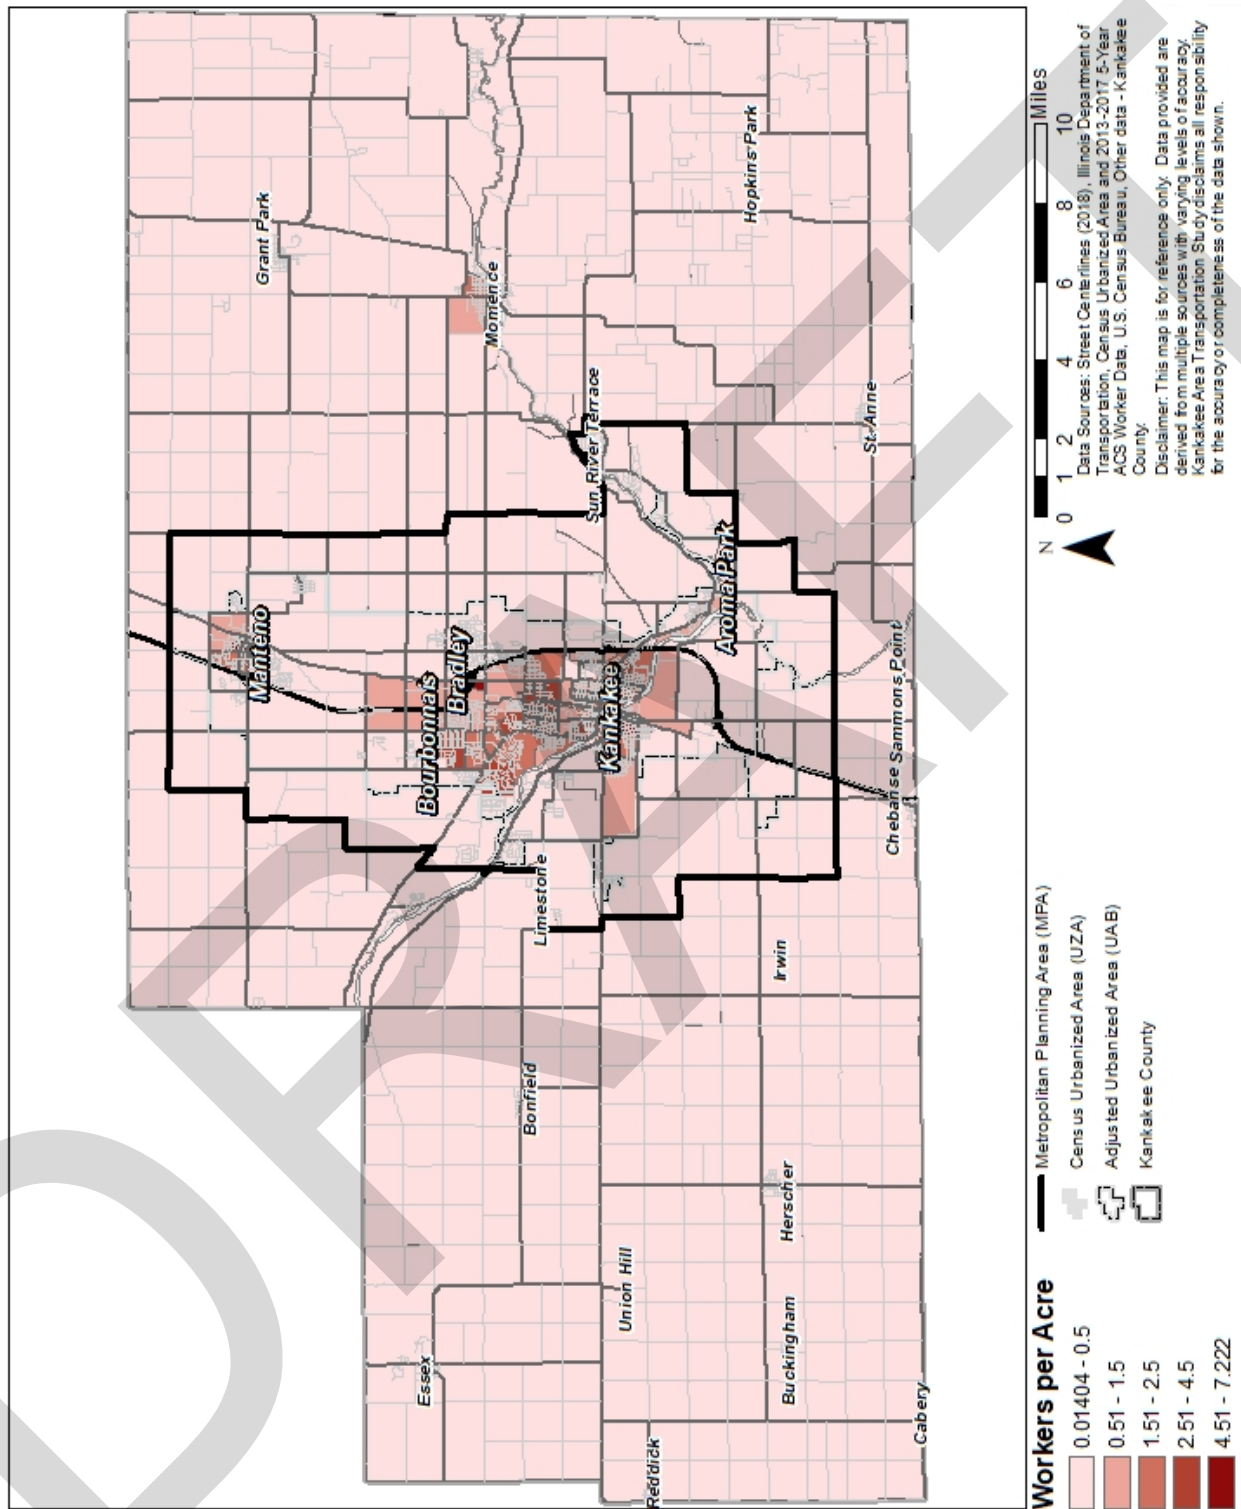 DRAFT
Grant Park
Momence
Hopkins Park
Manteno
Bourbonnais
Bradley
Sun River Terrace
Kankakee
Aroma Park
St. Anne
Limestone
Chebanse
Sammons Point
Irwin
Bonfield
Herscher
Essex
Union Hill
Buckingham
Reddick
Cabery
Workers per Acre
0.01404 - 0.5
0.51 - 1.5
1.51 - 2.5
2.51 - 4.5
4.51 - 7.222
Metropolitan Planning Area (MPA)
Census Urbanized Area (UZA)
Adjusted Urbanized Area (UAB)
Kankakee County
N
0 1 2 4 6 8 10
Miles
Data Sources: Street Centerlines (2018), Illinois Department of
Transportation, Census Urbanized Area and 2013-2017 5-Year
ACS Worker Data, U.S. Census Bureau, Other data - Kankakee
County.
Disclaimer: This map is for reference only. Data provided are
derived from multiple sources with varying levels of accuracy.
Kankakee Area Transportation Study disclaims all responsibility
for the accuracy or completeness of the data shown.